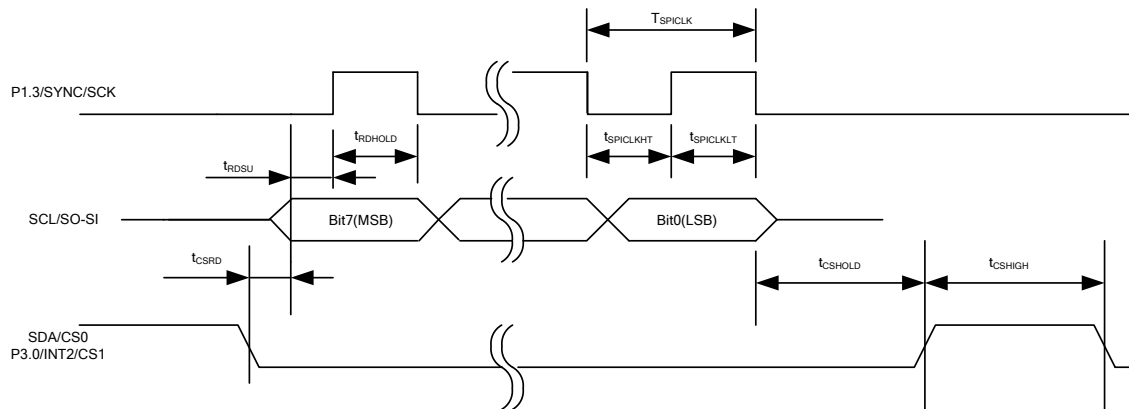 TSPICLK
P1.3/SYNC/SCK
tRDHOLD
tSPICLKHT
tSPICLKLT
tRDSU
SCL/SO-SI
Bit7(MSB)
Bit0(LSB)
tCSRD
tCSHOLD
tCSHIGH
SDA/CS0
P3.0/INT2/CS1